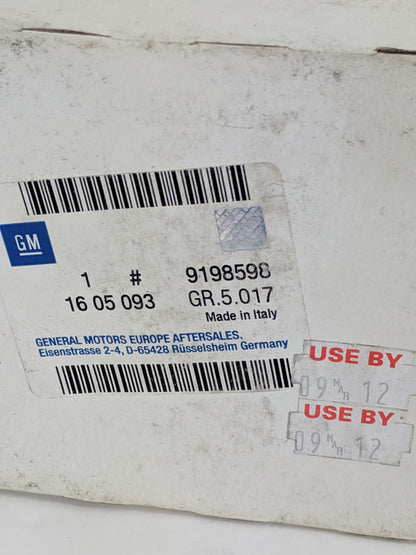 GM
1 # 9198598
16 05 093 GR.5.017
Made in Italy
GENERAL MOTORS EUROPE AFTERSALES,
Eisenstrasse 2-4, D-65428 Rüsselsheim Germany
USE BY
09 MAR 12
USE BY
09 MAR 12